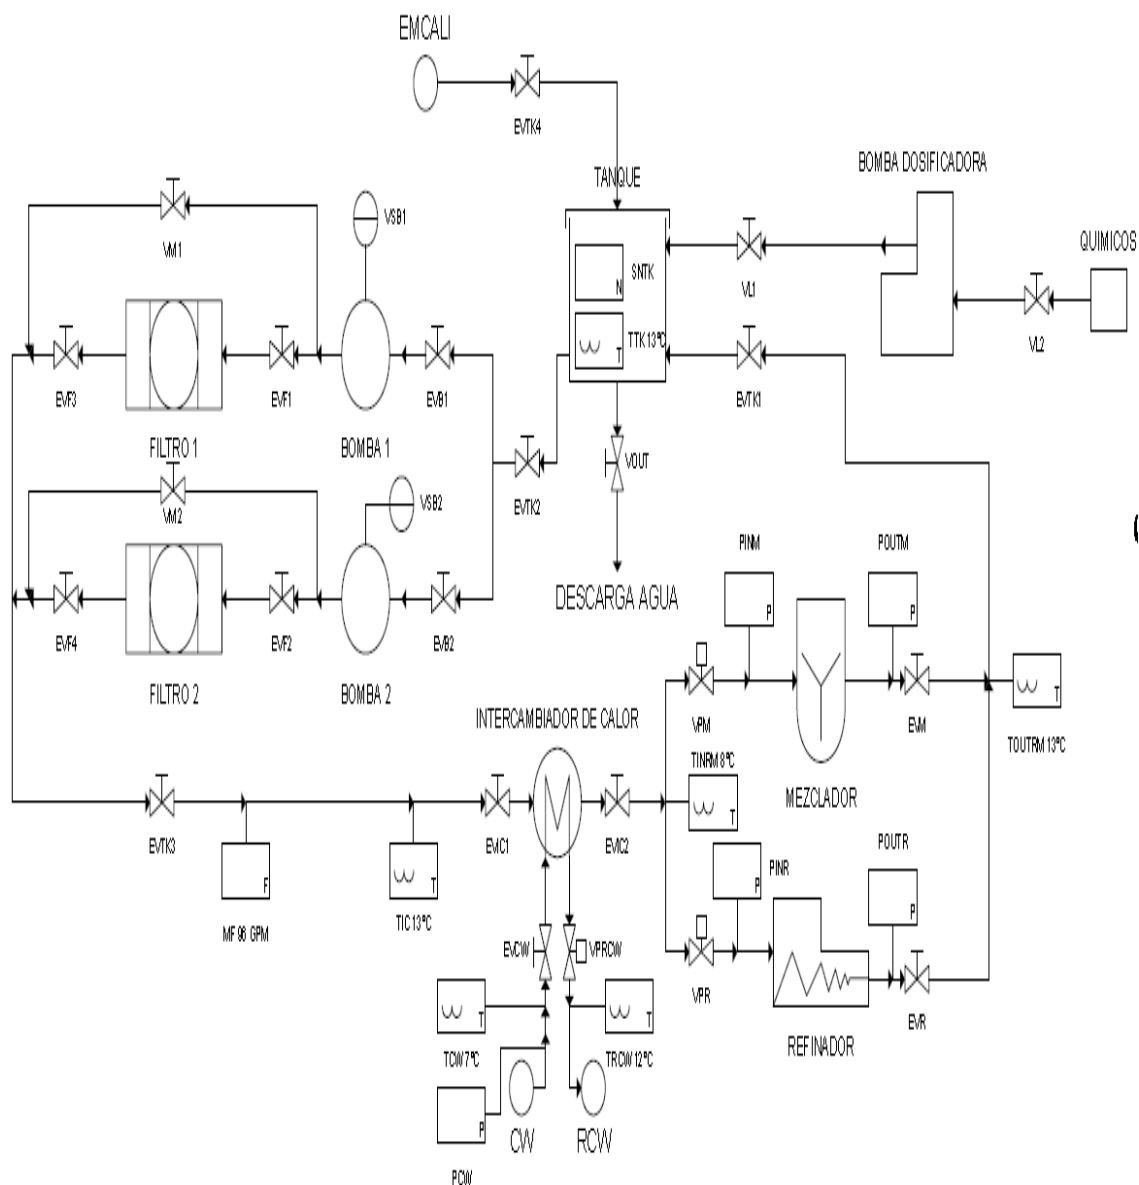 EMCALI
EVTK4
TANQUE
BOMBA DOSIFICADORA
QUIMICOS
VM1
VSB1
SNTK
N
TTK 13°C
T
VL1
VL2
EVTK1
EVF3
EVF1
EVB1
FILTRO 1
BOMBA 1
VOUT
EVTK2
VM2
VSB2
DESCARGA AGUA
PINM
P
POUTM
P
EVF4
EVF2
EVB2
FILTRO 2
BOMBA 2
INTERCAMBIADOR DE CALOR
VPM
EVM
T
TOUTRM 13°C
TINRM 8°C
T
MEZCLADOR
EVTK3
EVIC1
EVIC2
F
MF 96 GPM
T
TIC 13°C
PINR
P
POUTR
P
EVCW
VPRCW
VPR
EVR
REFINADOR
T
TCW 7°C
T
TRCW 12°C
P
PCW
CW
RCW